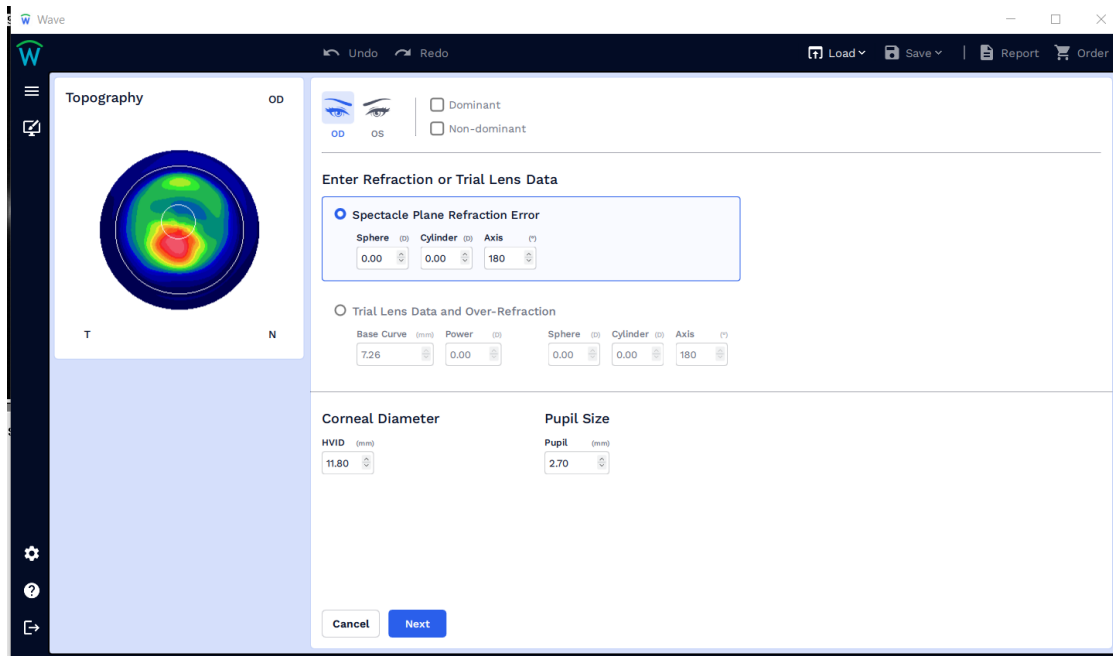 Wave
Undo Redo Load Save | Report Order
Topography OD
T N
OD OS
Dominant
Non-dominant
Enter Refraction or Trial Lens Data
Spectacle Plane Refraction Error
Sphere (D) Cylinder (D) Axis (°)
0.00 0.00 180
Trial Lens Data and Over-Refraction
Base Curve (mm) Power (D) Sphere (D) Cylinder (D) Axis (°)
7.26 0.00 0.00 0.00 180
Corneal Diameter Pupil Size
HVID (mm) Pupil (mm)
11.80 2.70
Cancel Next